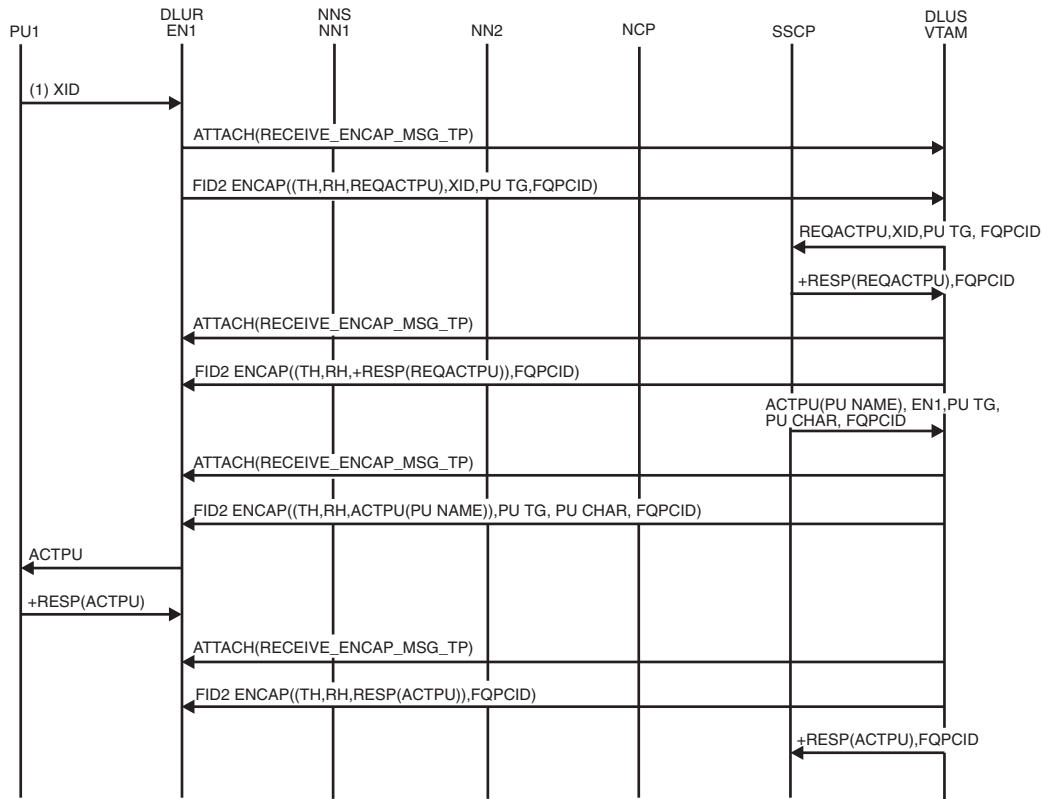 PU1
DLUR
EN1
NNS
NN1
NN2
NCP
SSCP
DLUS
VTAM
(1) XID
ATTACH(RECEIVE_ENCAP_MSG_TP)
FID2 ENCAP((TH,RH,REQACTPU),XID,PU TG,FQPCID)
REQACTPU,XID,PU TG, FQPCID
+RESP(REQACTPU),FQPCID
ATTACH(RECEIVE_ENCAP_MSG_TP)
FID2 ENCAP((TH,RH,+RESP(REQACTPU)),FQPCID)
ACTPU(PU NAME), EN1,PU TG,
PU CHAR, FQPCID
ATTACH(RECEIVE_ENCAP_MSG_TP)
FID2 ENCAP((TH,RH,ACTPU(PU NAME)),PU TG, PU CHAR, FQPCID)
ACTPU
+RESP(ACTPU)
ATTACH(RECEIVE_ENCAP_MSG_TP)
FID2 ENCAP((TH,RH,RESP(ACTPU)),FQPCID)
+RESP(ACTPU),FQPCID